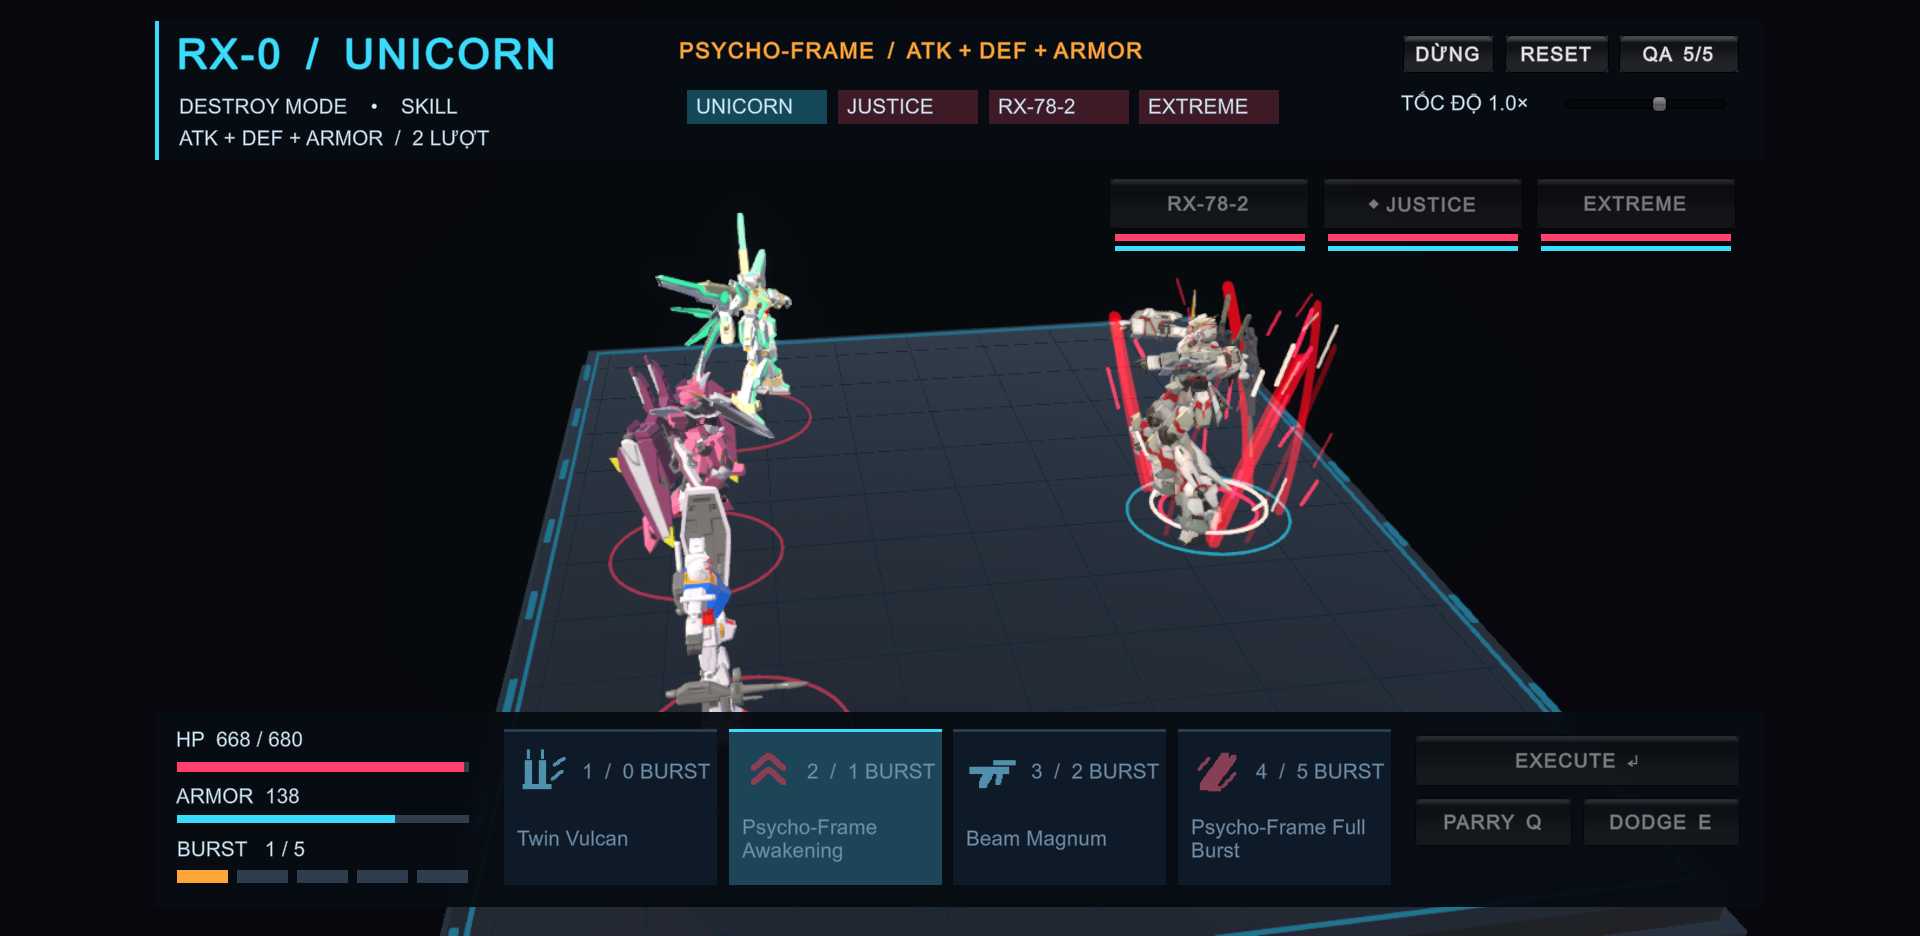 RX-0 / UNICORN
DESTROY MODE • SKILL
ATK + DEF + ARMOR / 2 LƯỢT
PSYCHO-FRAME / ATK + DEF + ARMOR
UNICORN
JUSTICE
RX-78-2
EXTREME
DỪNG
RESET
QA 5/5
TỐC ĐỘ 1.0×
RX-78-2
◆ JUSTICE
EXTREME
HP 668 / 680
ARMOR 138
BURST 1 / 5
1 / 0 BURST
Twin Vulcan
2 / 1 BURST
Psycho-Frame
Awakening
3 / 2 BURST
Beam Magnum
4 / 5 BURST
Psycho-Frame Full
Burst
EXECUTE ↲
PARRY Q
DODGE E